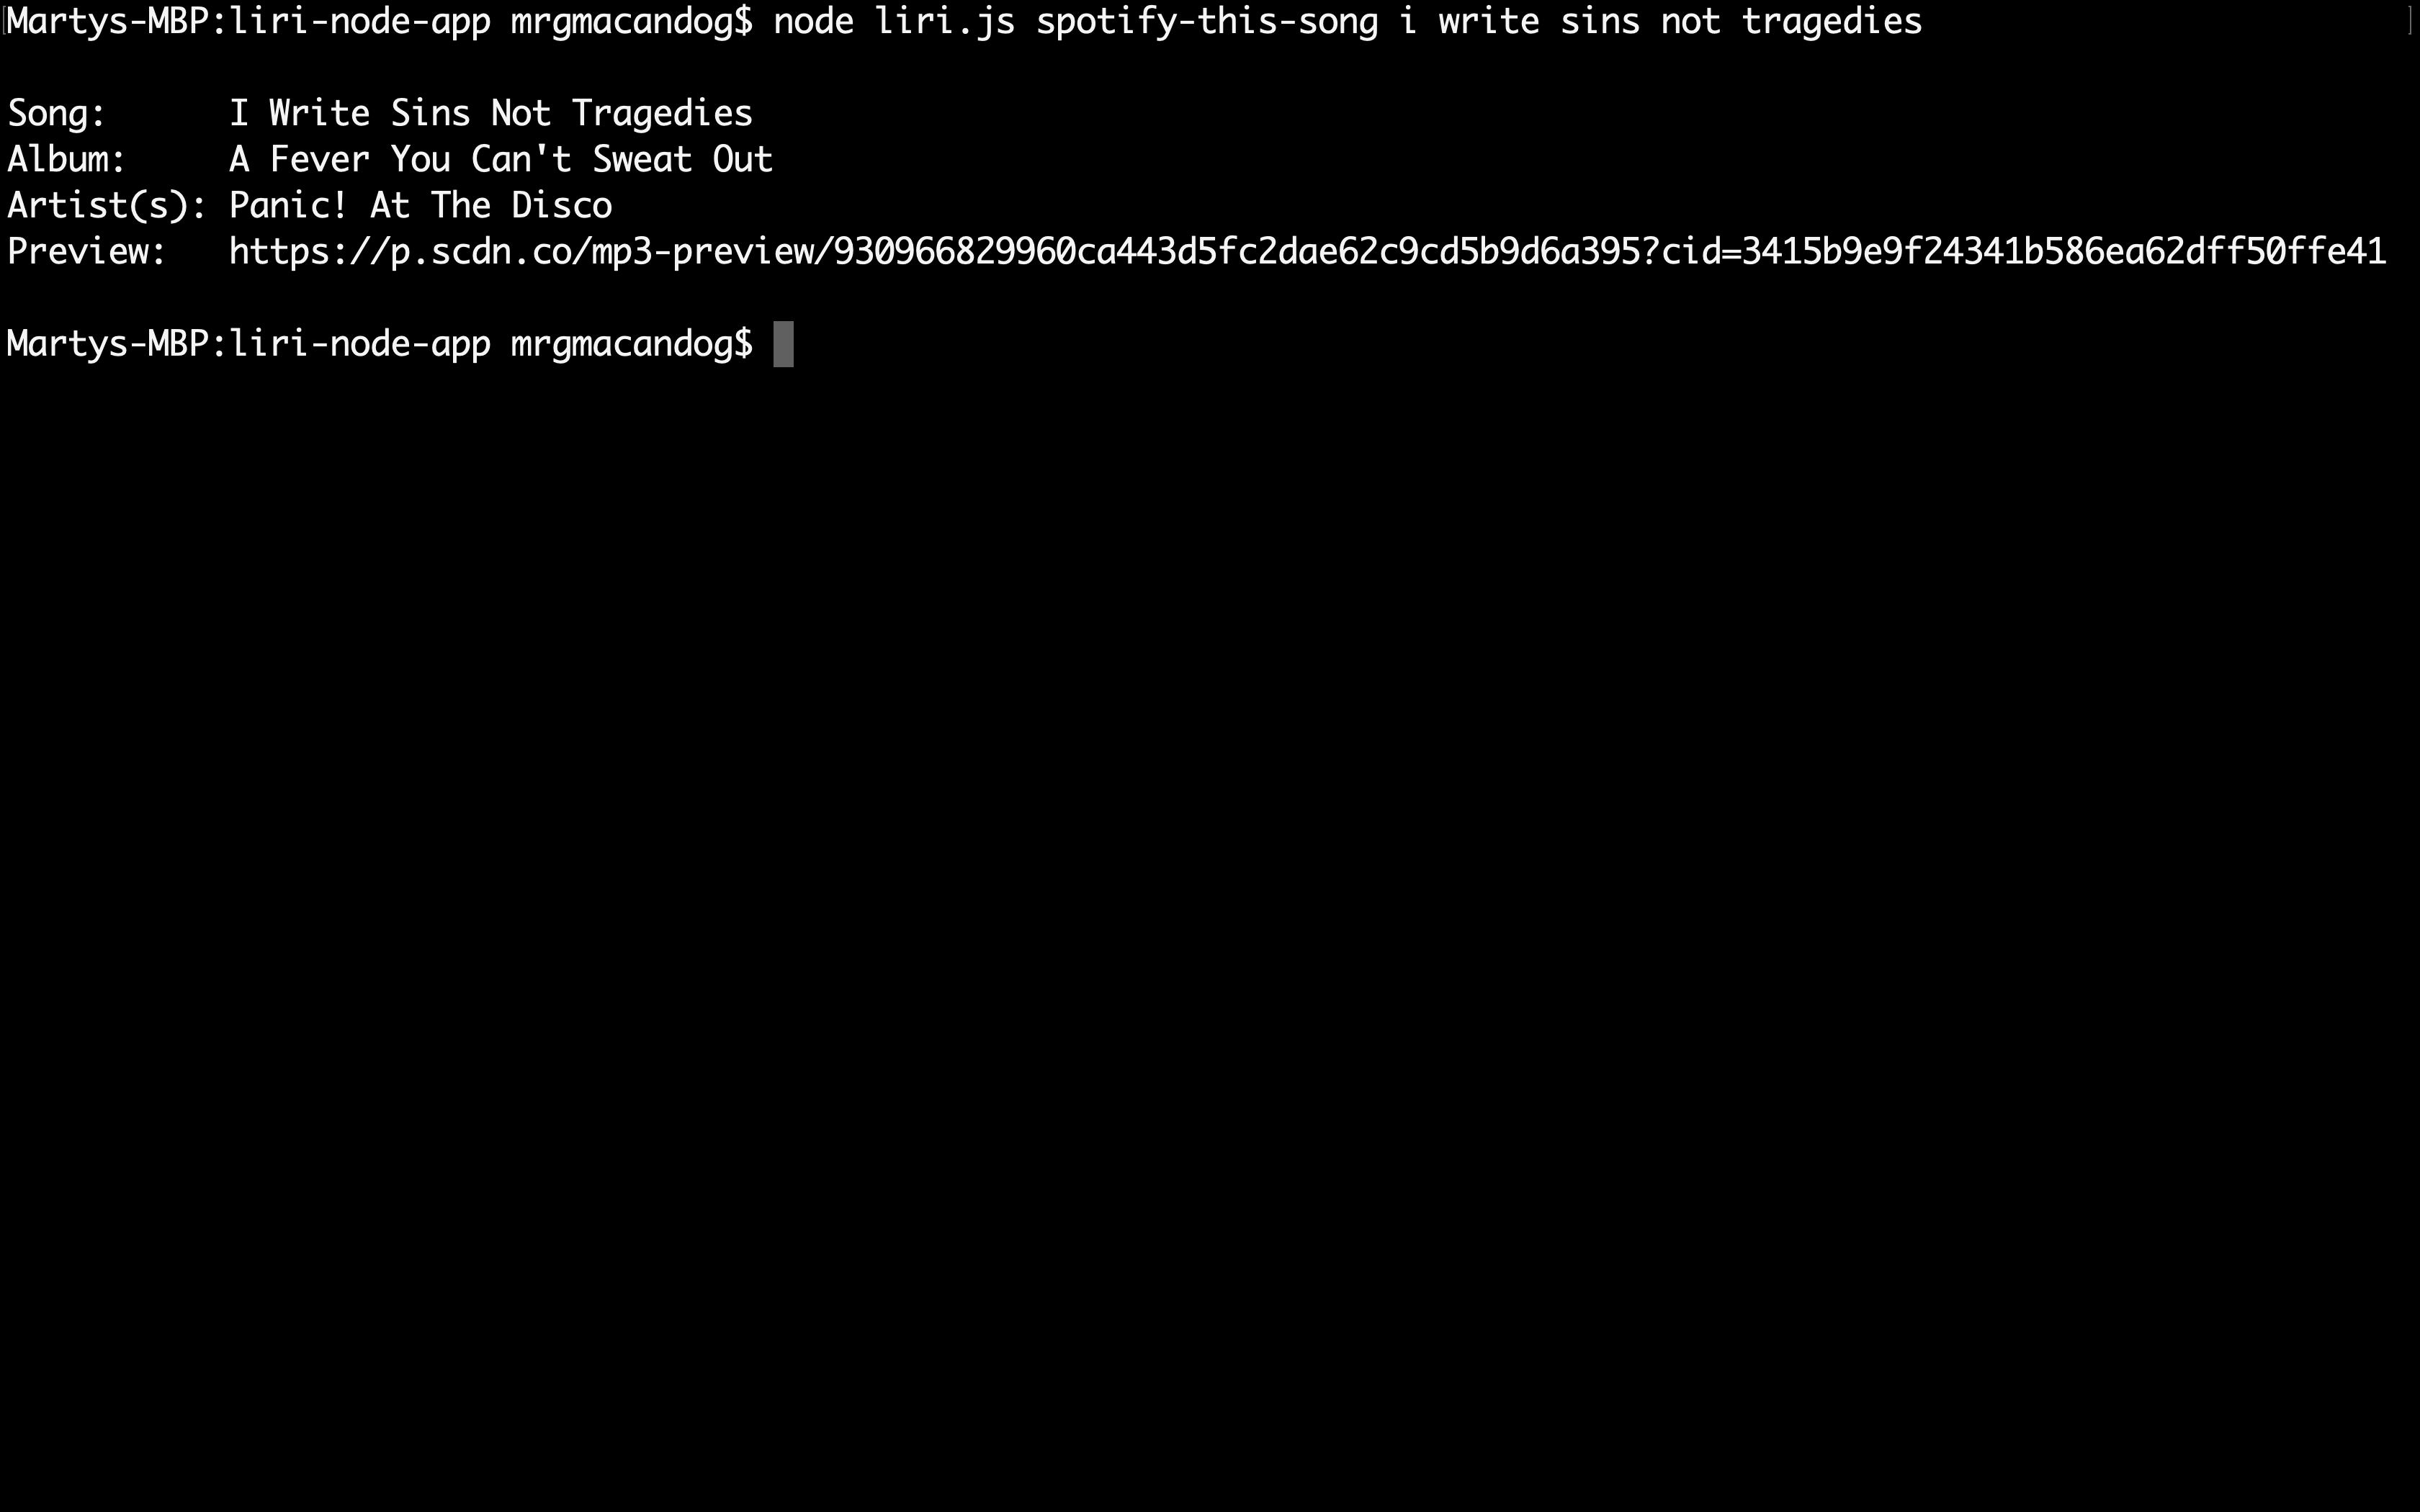 [Martys-MBP:liri-node-app mrgmacandog$ node liri.js spotify-this-song i write sins not tragedies ]
Song: I Write Sins Not Tragedies
Album: A Fever You Can't Sweat Out
Artist(s): Panic! At The Disco
Preview: https://p.scdn.co/mp3-preview/930966829960ca443d5fc2dae62c9cd5b9d6a395?cid=3415b9e9f24341b586ea62dff50ffe41
Martys-MBP:liri-node-app mrgmacandog$